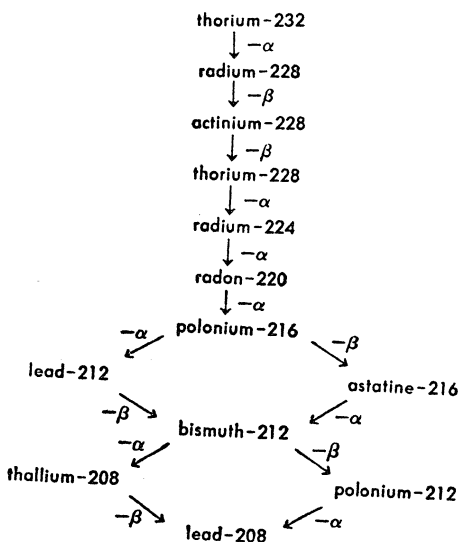 thorium-232
-α
radium-228
-β
actinium-228
-β
thorium-228
-α
radium-224
-α
radon-220
-α
polonium-216
-α -β
lead-212
astatine-216
-β -α
bismuth-212
-α -β
thallium-208
polonium-212
-β -α
lead-208